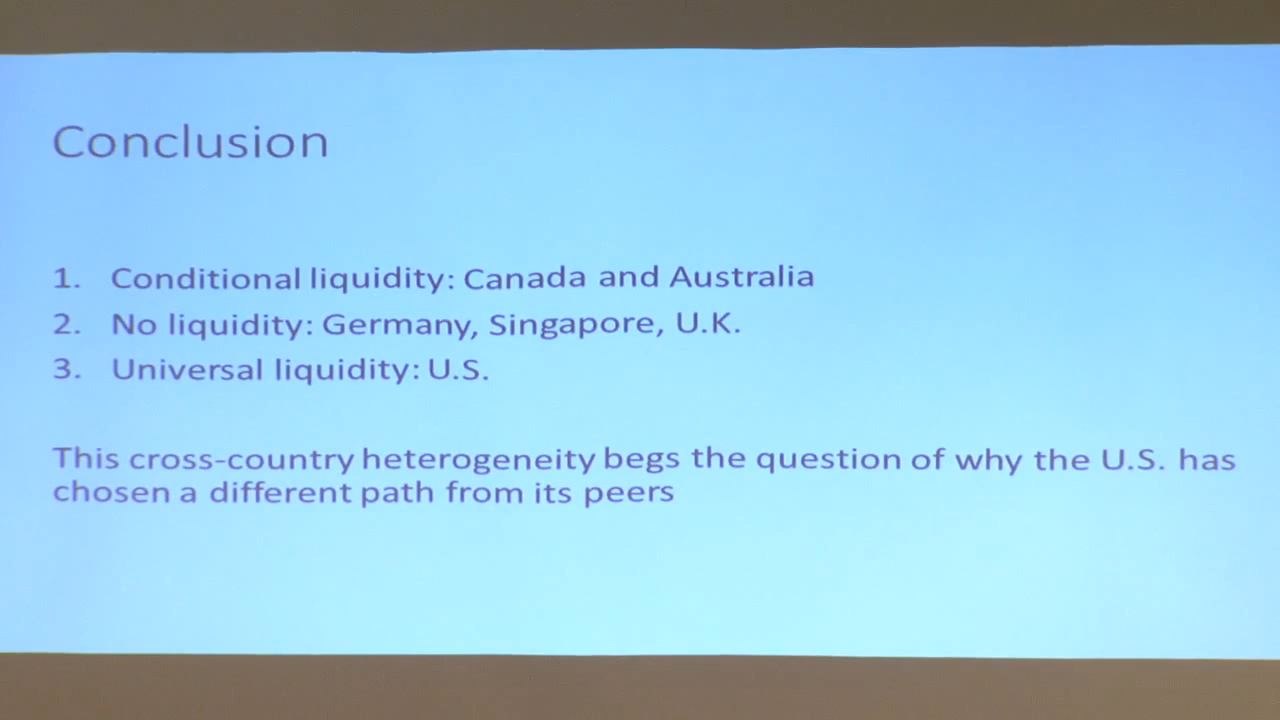 Conclusion
1. Conditional liquidity: Canada and Australia
2. No liquidity: Germany, Singapore, U.K.
3. Universal liquidity: U.S.
This cross-country heterogeneity begs the question of why the U.S. has
chosen a different path from its peers